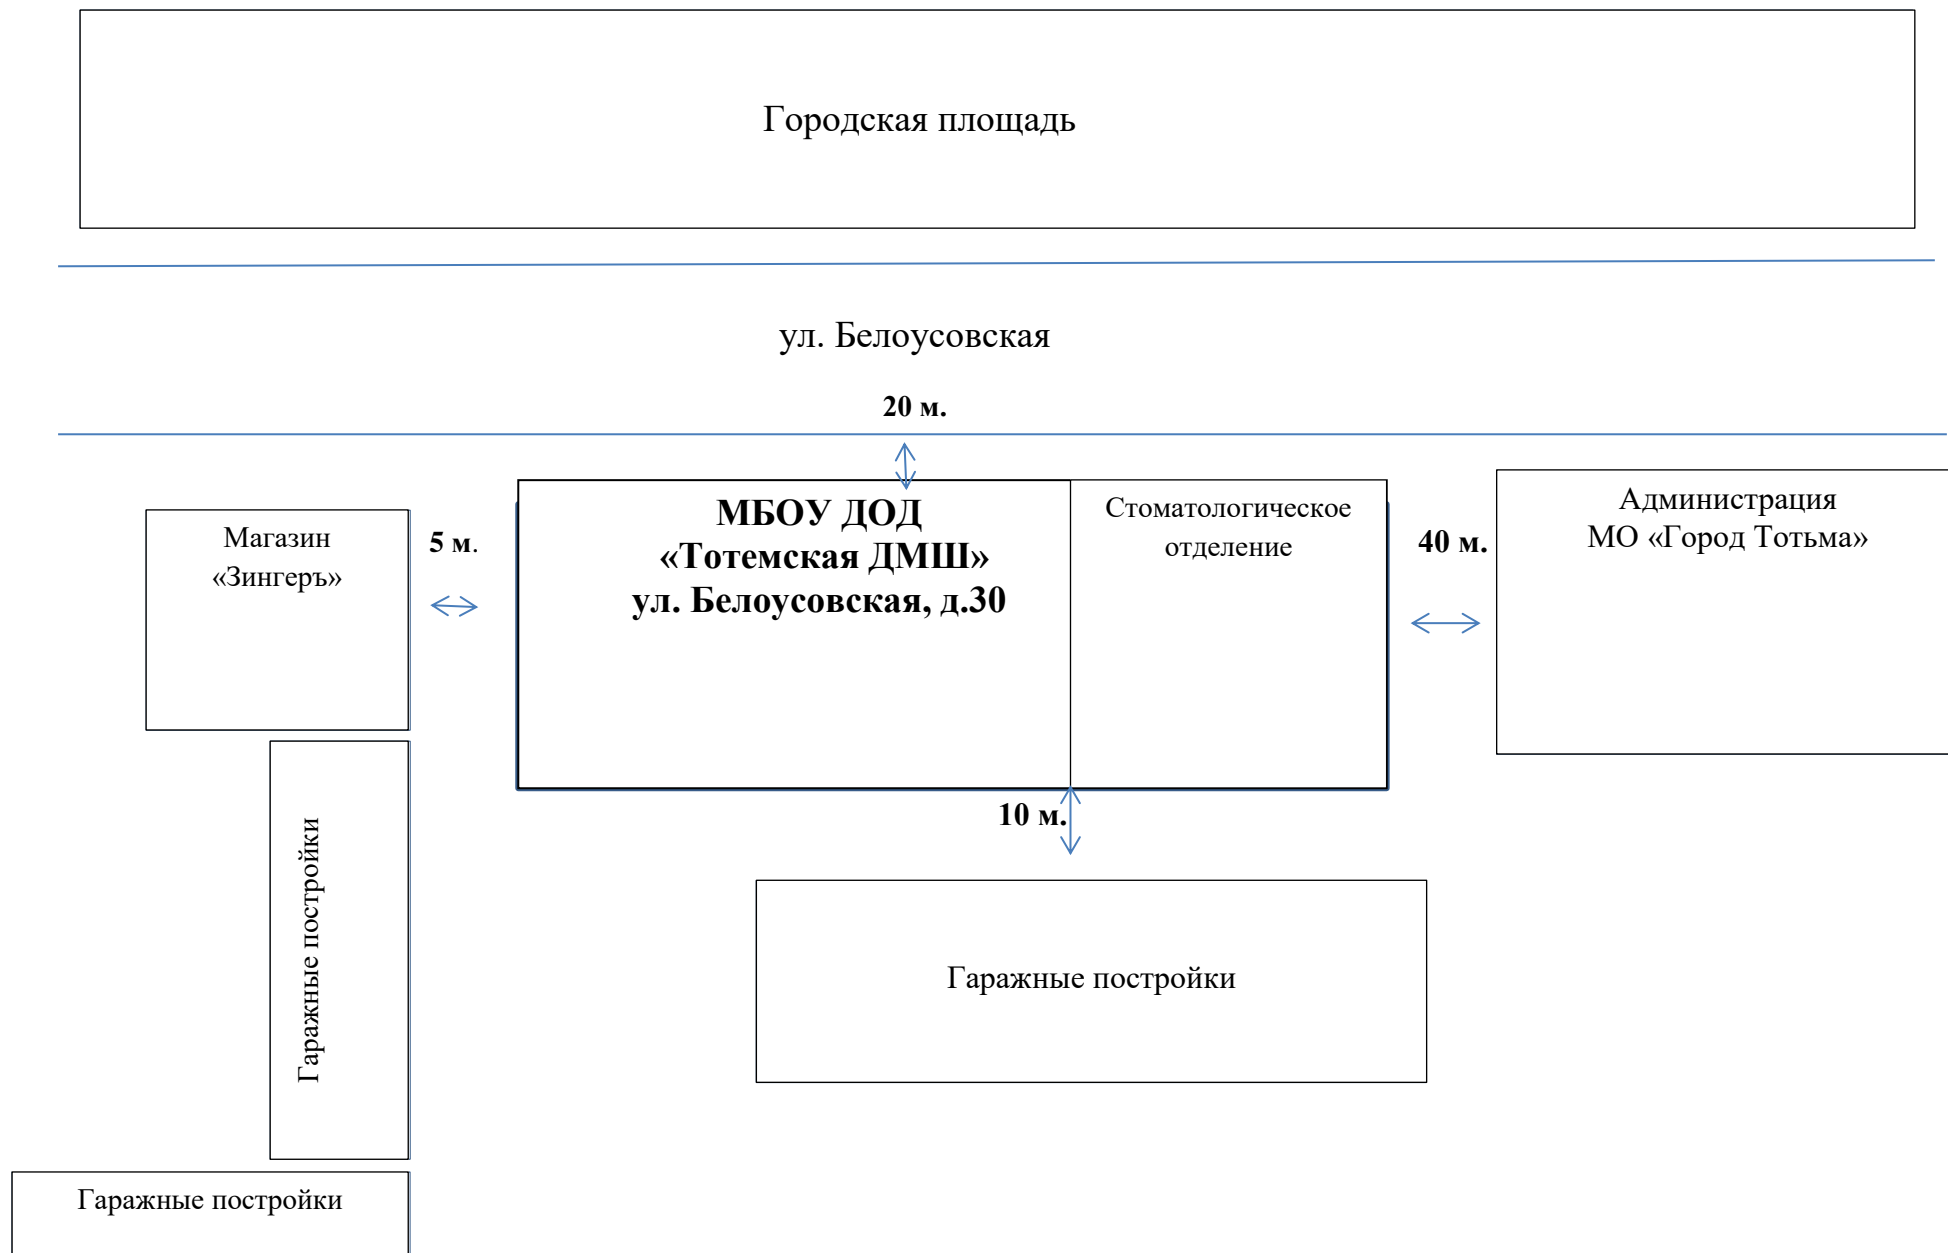 Городская площадь
ул. Белоусовская
20 м.
Магазин
«Зингеръ»
5 м.
МБОУ ДОД
«Тотемская ДМШ»
ул. Белоусовская, д.30
Стоматологическое
отделение
40 м.
Администрация
МО «Город Тотьма»
10 м.
Гаражные постройки
Гаражные постройки
Гаражные постройки